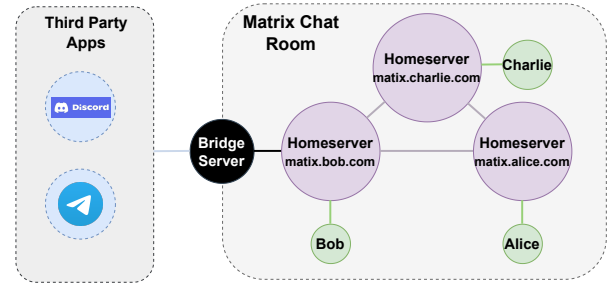 Third Party
Apps
Discord
Matrix Chat
Room
Homeserver
matix.charlie.com
Charlie
Bridge
Server
Homeserver
matix.bob.com
Homeserver
matix.alice.com
Bob
Alice